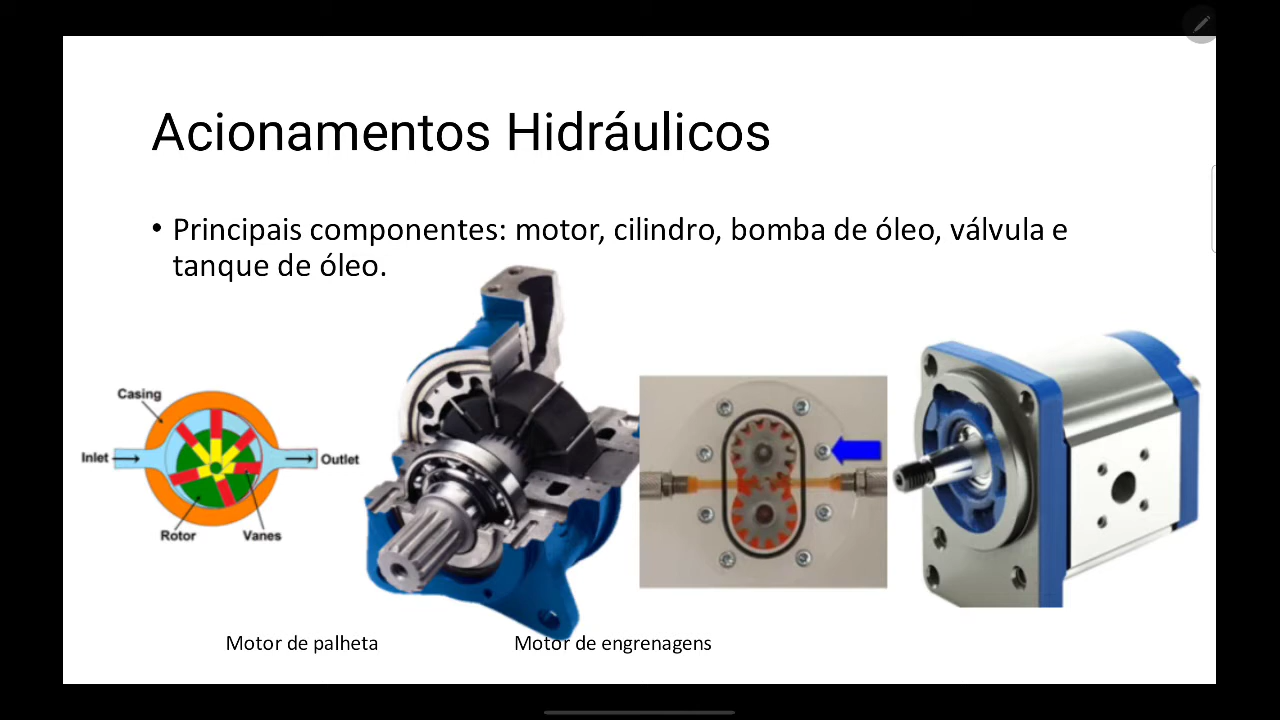 Acionamentos Hidráulicos
• Principais componentes: motor, cilindro, bomba de óleo, válvula e
tanque de óleo.
Casing
Inlet
Outlet
Rotor
Vanes
Motor de palheta
Motor de engrenagens